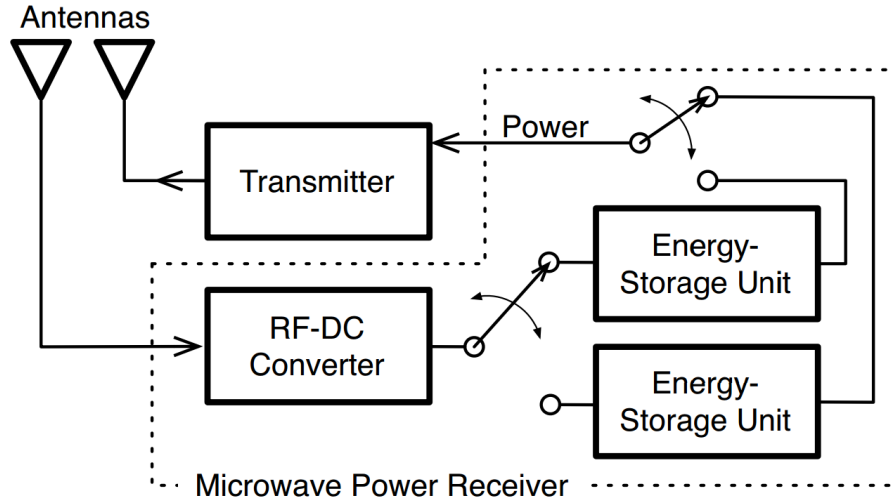 Antennas
Power
Transmitter
Energy-
Storage Unit
RF-DC
Converter
Energy-
Storage Unit
Microwave Power Receiver